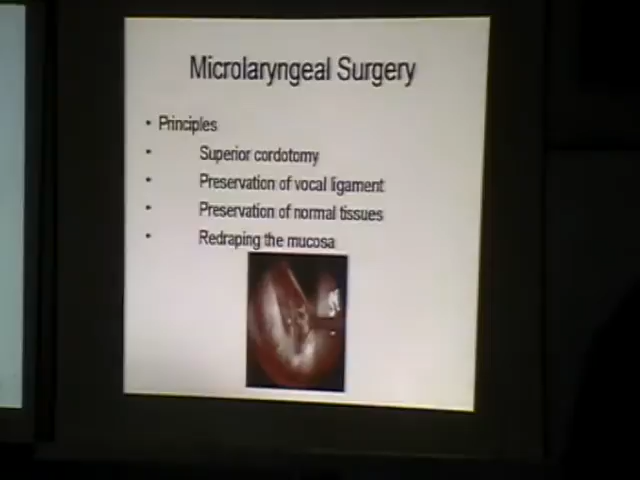 Microlaryngeal Surgery
• Principles
• Superior cordotomy
• Preservation of vocal ligament
• Preservation of normal tissues
• Redraping the mucosa